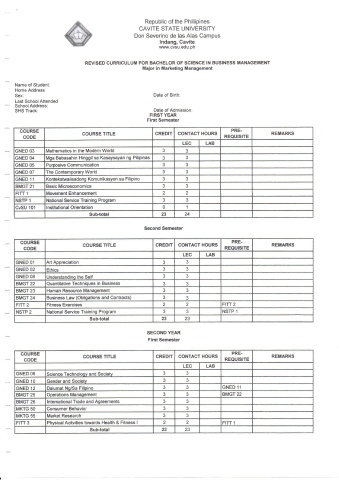 Republic of the Philippines
CAVITE STATE UNIVERSITY
Don Severino de las Alas Campus
Indang, Cavite
www.cvsu.edu.ph
REVISED CURRICULUM FOR BACHELOR OF SCIENCE IN BUSINESS MANAGEMENT
Major in Marketing Management
Name of Student:
Home Address:
Sex: Date of Birth:
Last School Attended
School Address:
SHS Track: Date of Admission
FIRST YEAR
First Semester
COURSE CODE COURSE TITLE CREDIT CONTACT HOURS PRE-REQUISITE REMARKS
LEC LAB
GNED 03 Mathematics in the Modern World 3 3
GNED 04 Mga Babasahin Hinggil sa Kasaysayan ng Pilipinas 3 3
GNED 05 Purposive Communication 3 3
GNED 07 The Contemporary World 3 3
GNED 11 Kontekstwalisadong Komunikasyon sa Filipino 3 3
BMGT 21 Basic Microeconomics 3 3
FITT 1 Movement Enhancement 2 2
NSTP 1 National Service Training Program 3 3
CvSU 101 Institutional Orientation 0 1
Sub-total 23 24
Second Semester
COURSE CODE COURSE TITLE CREDIT CONTACT HOURS PRE-REQUISITE REMARKS
LEC LAB
GNED 01 Art Appreciation 3 3
GNED 02 Ethics 3 3
GNED 08 Understanding the Self 3 3
BMGT 22 Quantitative Techniques in Business 3 3
BMGT 23 Human Resource Management 3 3
BMGT 24 Business Law (Obligations and Contracts) 3 3
FITT 2 Fitness Exercises 2 2 FITT 2
NSTP 2 National Service Training Program 3 3 NSTP 1
Sub-total 23 23
SECOND YEAR
First Semester
COURSE CODE COURSE TITLE CREDIT CONTACT HOURS PRE-REQUISITE REMARKS
LEC LAB
GNED 06 Science Technology and Society 3 3
GNED 10 Gender and Society 3 3
GNED 12 Dalumat Ng/Sa Filipino 3 3 GNED 11
BMGT 25 Operations Management 3 3 BMGT 22
BMGT 26 International Trade and Agreements 3 3
MKTG 50 Consumer Behavior 3 3
MKTG 55 Market Research 3 3
FITT 3 Physical Activities towards Health & Fitness I 2 2 FITT 1
Sub-total 23 23